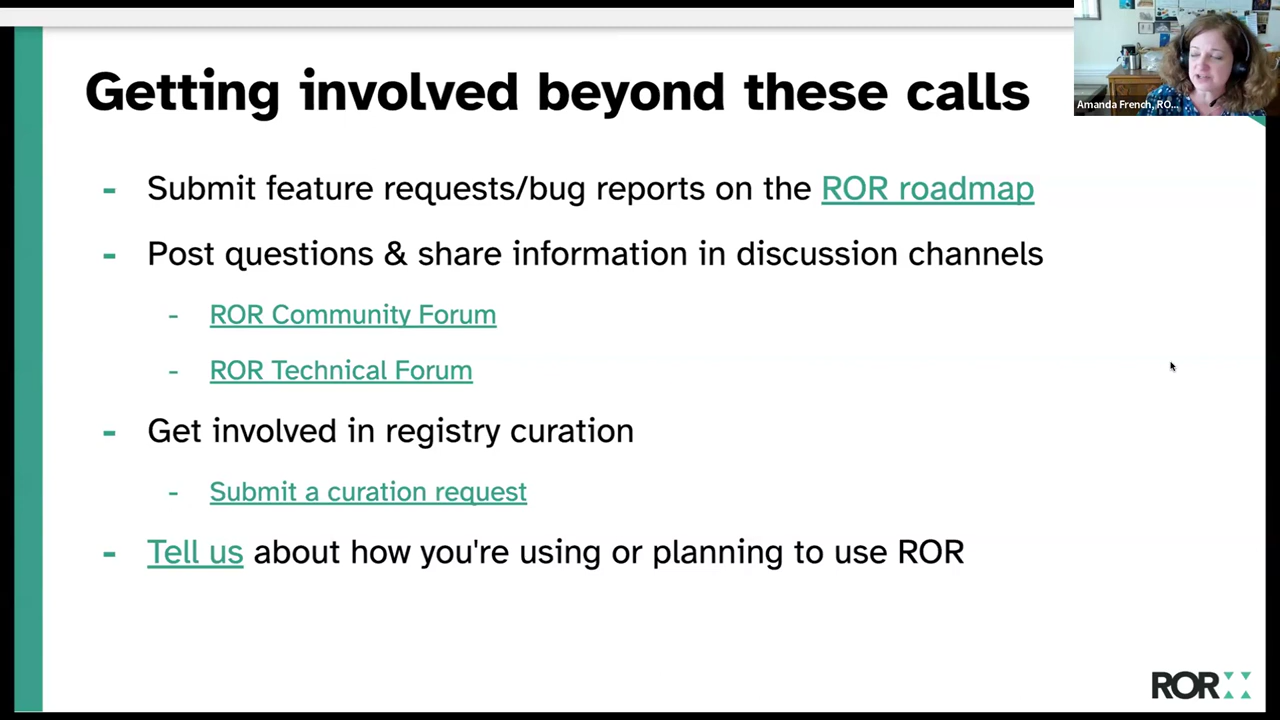 Getting involved beyond these calls
Amanda French, RO...
- Submit feature requests/bug reports on the ROR roadmap
- Post questions & share information in discussion channels
- ROR Community Forum
- ROR Technical Forum
- Get involved in registry curation
- Submit a curation request
- Tell us about how you're using or planning to use ROR
ROR